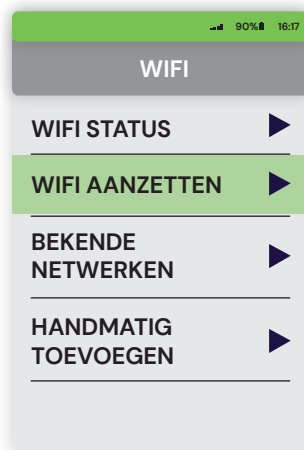 90% 16:17
WIFI
WIFI STATUS
WIFI AANZETTEN
BEKENDE
NETWERKEN
HANDMATIG
TOEVOEGEN